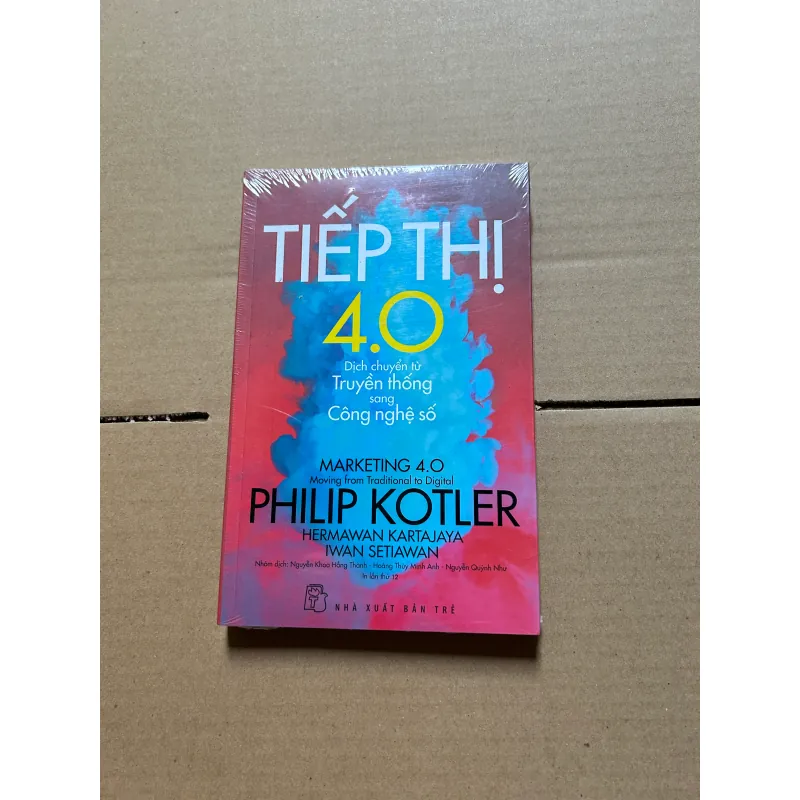 TIẾP THỊ
4.0
Dịch chuyển từ
Truyền thống
sang
Công nghệ số
MARKETING 4.0
Moving from Traditional to Digital
PHILIP KOTLER
HERMAWAN KARTAJAYA
IWAN SETIAWAN
Nhóm dịch: Nguyễn Khoa Hồng Thành - Hoàng Thùy Minh Anh - Nguyễn Quỳnh Như
In lần thứ 12
NHÀ XUẤT BẢN TRẺ